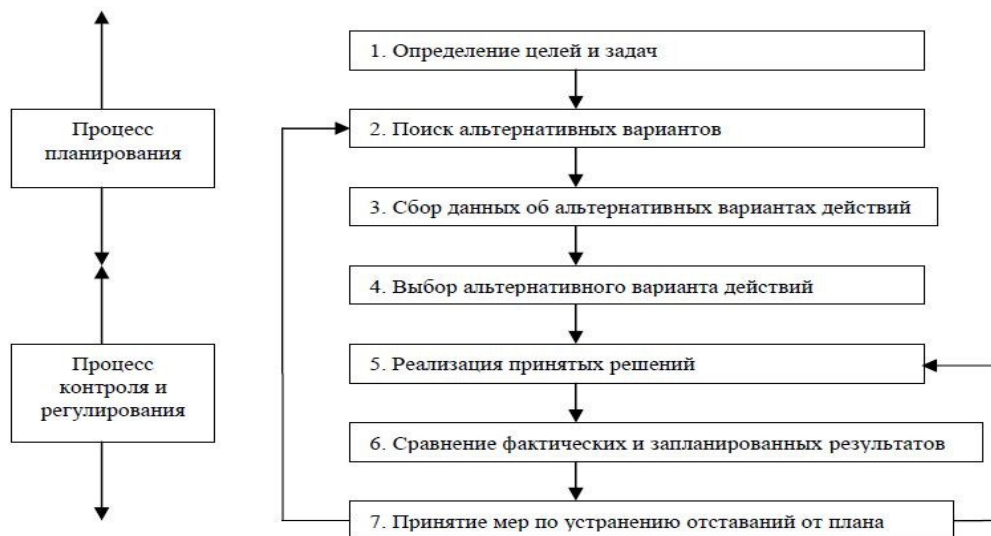 Процесс
планирования
Процесс
контроля и
регулирования
1. Определение целей и задач
2. Поиск альтернативных вариантов
3. Сбор данных об альтернативных вариантах действий
4. Выбор альтернативного варианта действий
5. Реализация принятых решений
6. Сравнение фактических и запланированных результатов
7. Принятие мер по устранению отставаний от плана